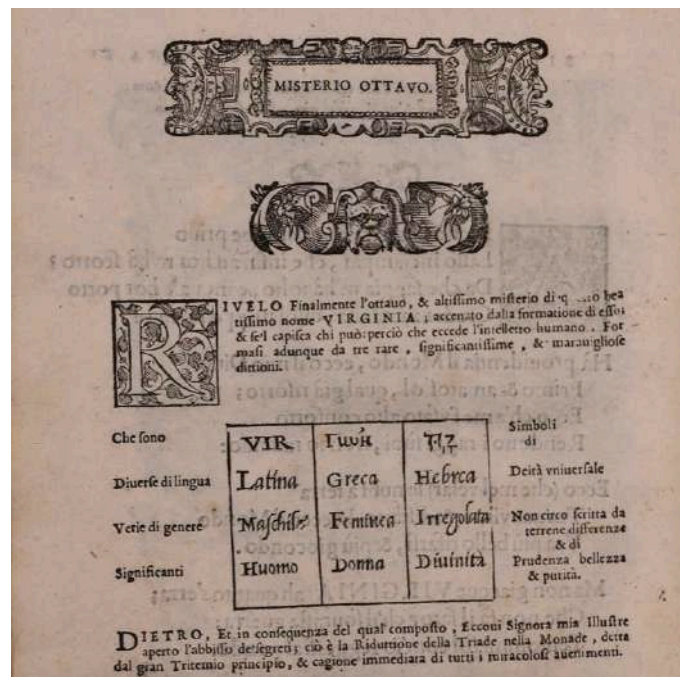 MISTERIO OTTAVO.
RIVELO Finalmente l'ottauo, & altissimo misterio di bea
tissimo nome VIRGINIA; accenato dalla formatione di esso;
& se'l capisca chi può: perciò che eccede l'intelletto humano. For
masi adunque da tre rare, significantissime, & marauigliose
dittioni.
Che sono VIR Simboli
di
Diuerse di lingua Latina Greca Hebrea Deità vniuersale
Varie di genere Maschile Feminea Irregolata Non circoscritta da
terrene differenze
& di
Significanti Huomo Donna Diuinità Prudenza bellezza
& purità.
DIETRO, Et in consequenza del qual composto, Eccoui Signora mia Illustre
aperto l'abbisso de segreti; ciò è la Riduttione della Triade nella Monade, detta
dal gran Tritemio principio, & cagione immediata di tutti i miracolosi auenimenti.